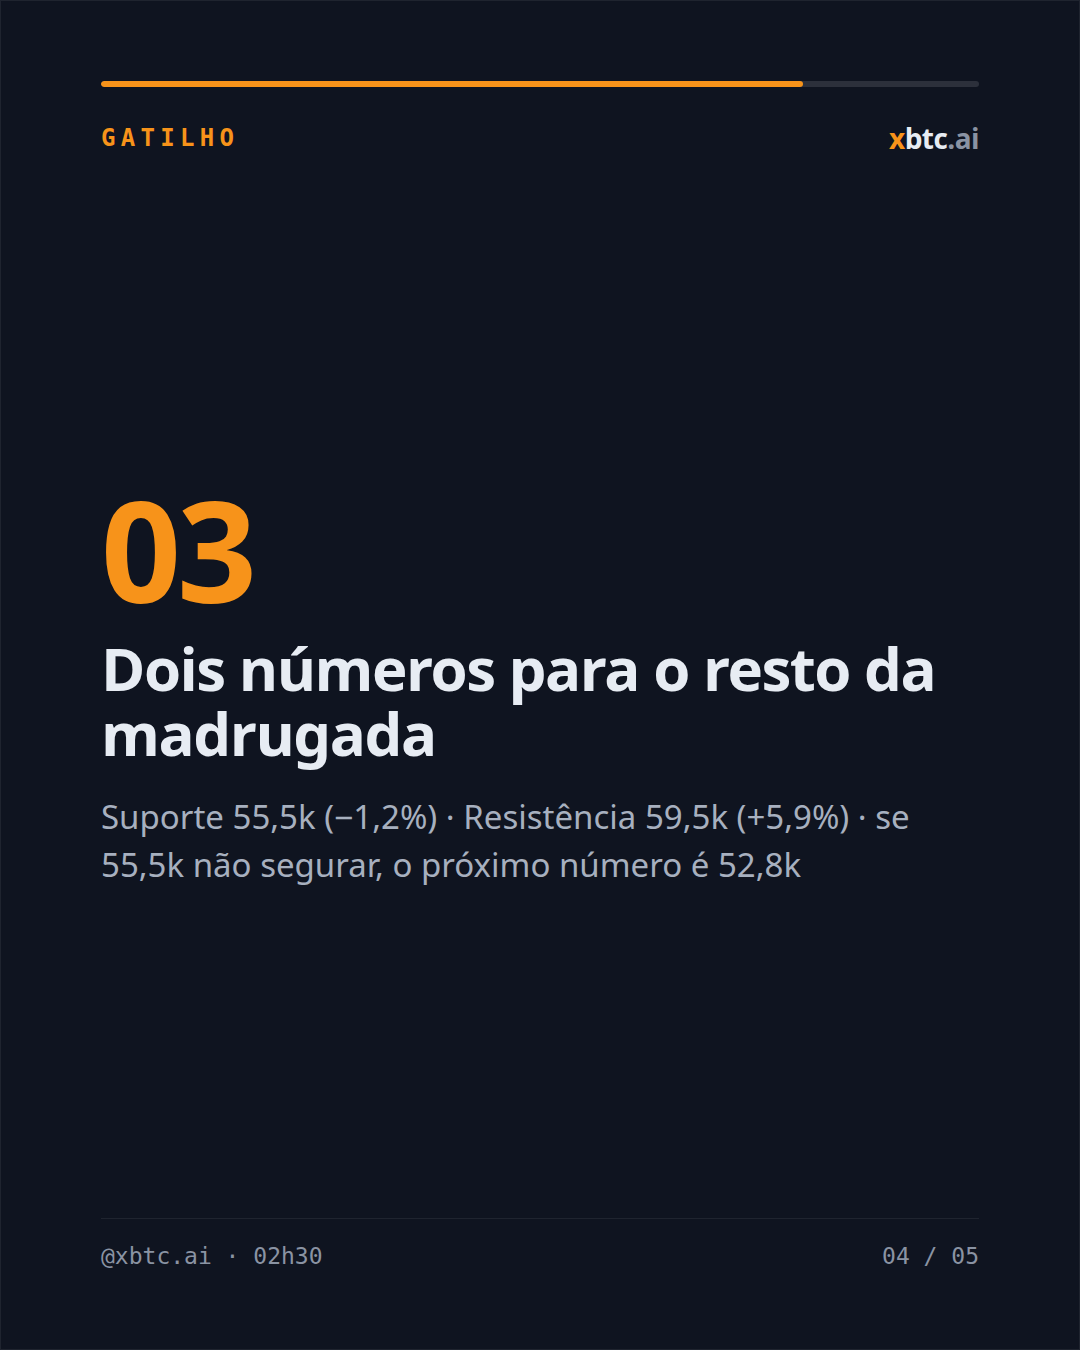 GATILHO
xbtc.ai
03
Dois números para o resto da
madrugada
Suporte 55,5k (−1,2%) · Resistência 59,5k (+5,9%) · se
55,5k não segurar, o próximo número é 52,8k
@xbtc.ai · 02h30
04 / 05